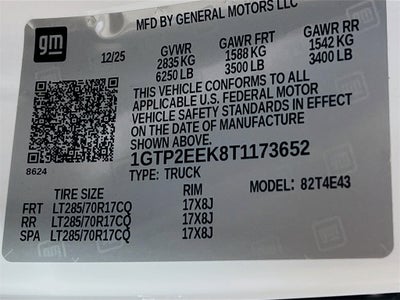 MFD BY GENERAL MOTORS LLC
gm
12/25 GVWR GAWR FRT GAWR RR
2835 KG 1588 KG 1542 KG
6250 LB 3500 LB 3400 LB
THIS VEHICLE CONFORMS TO ALL
APPLICABLE U.S. FEDERAL MOTOR
VEHICLE SAFETY STANDARDS IN EFFECT
ON THE DATE OF MANUFACTURE
SHOWN ABOVE.
8624
1GTP2EEK8T1173652
TYPE: TRUCK
TIRE SIZE RIM MODEL: 82T4E43
FRT LT285/70R17CQ 17X8J
RR LT285/70R17CQ 17X8J
SPA LT285/70R17CQ 17X8J